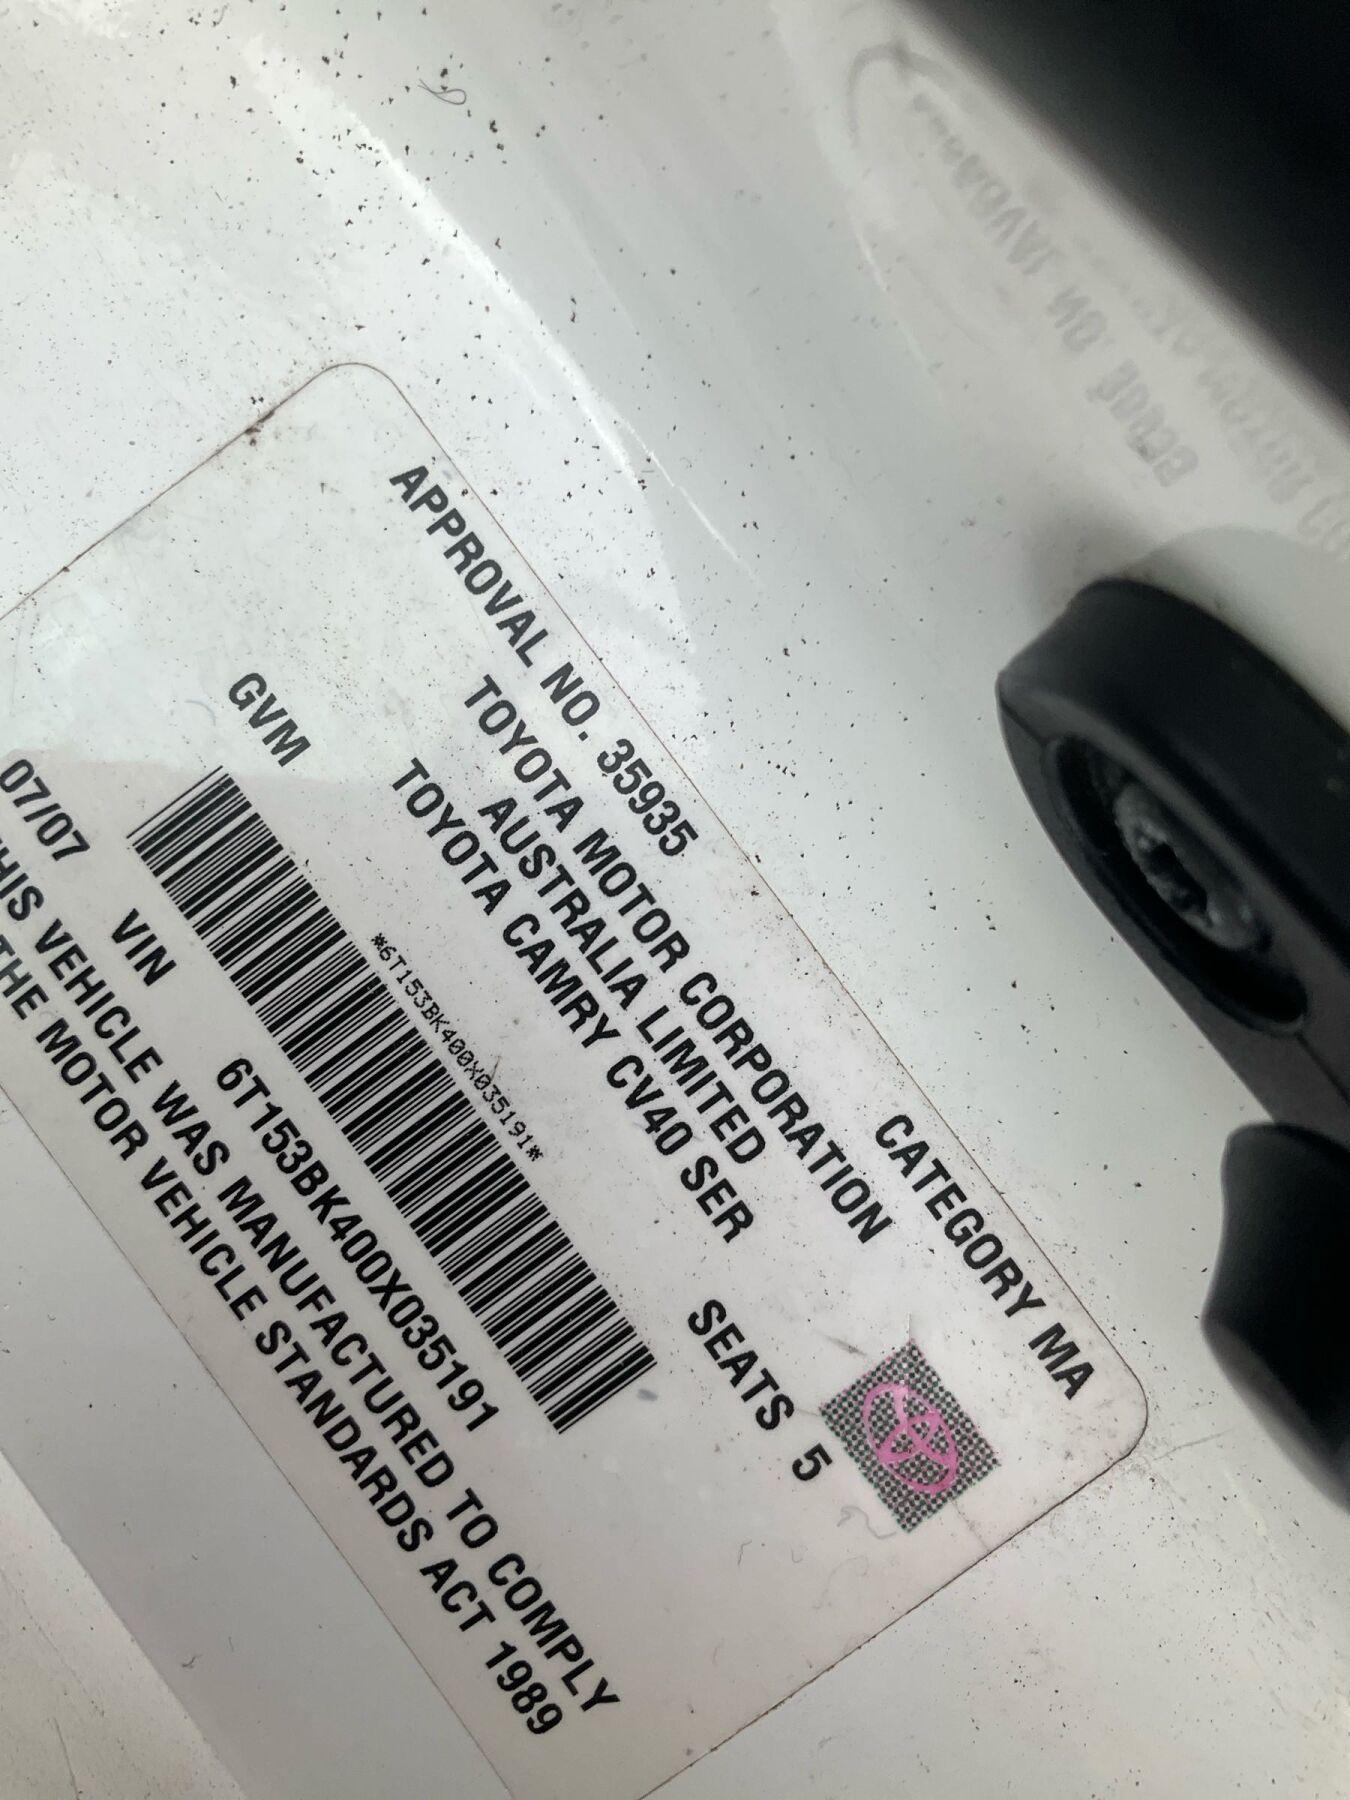 APPROVAL NO. 35935 CATEGORY MA
TOYOTA MOTOR CORPORATION
AUSTRALIA LIMITED
TOYOTA CAMRY CV40 SER
GVM SEATS 5
*6T153BK400X035191*
07/07 VIN 6T153BK400X035191
THIS VEHICLE WAS MANUFACTURED TO COMPLY
THE MOTOR VEHICLE STANDARDS ACT 1989